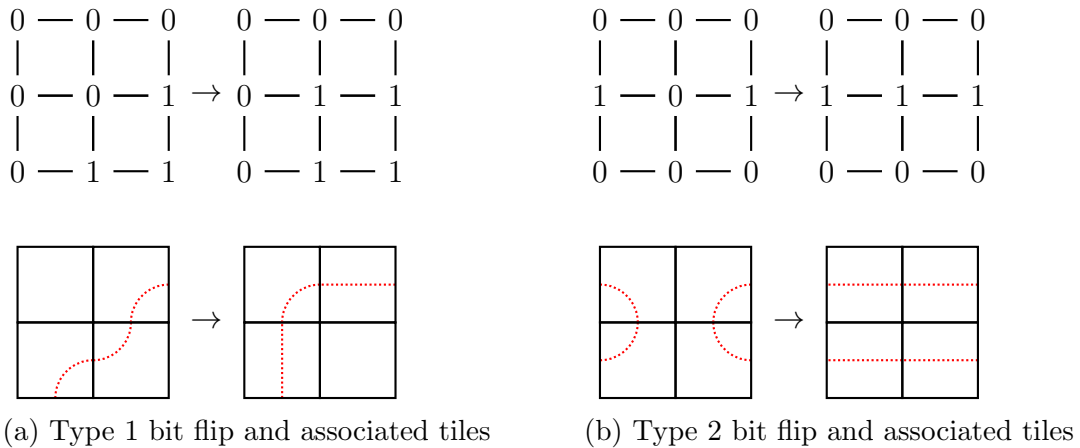 0 — 0 — 0 0 — 0 — 0 0 — 0 — 0 0 — 0 — 0
0 — 0 — 1 → 0 — 1 — 1 1 — 0 — 1 → 1 — 1 — 1
0 — 1 — 1 0 — 1 — 1 0 — 0 — 0 0 — 0 — 0
→ →
(a) Type 1 bit flip and associated tiles (b) Type 2 bit flip and associated tiles